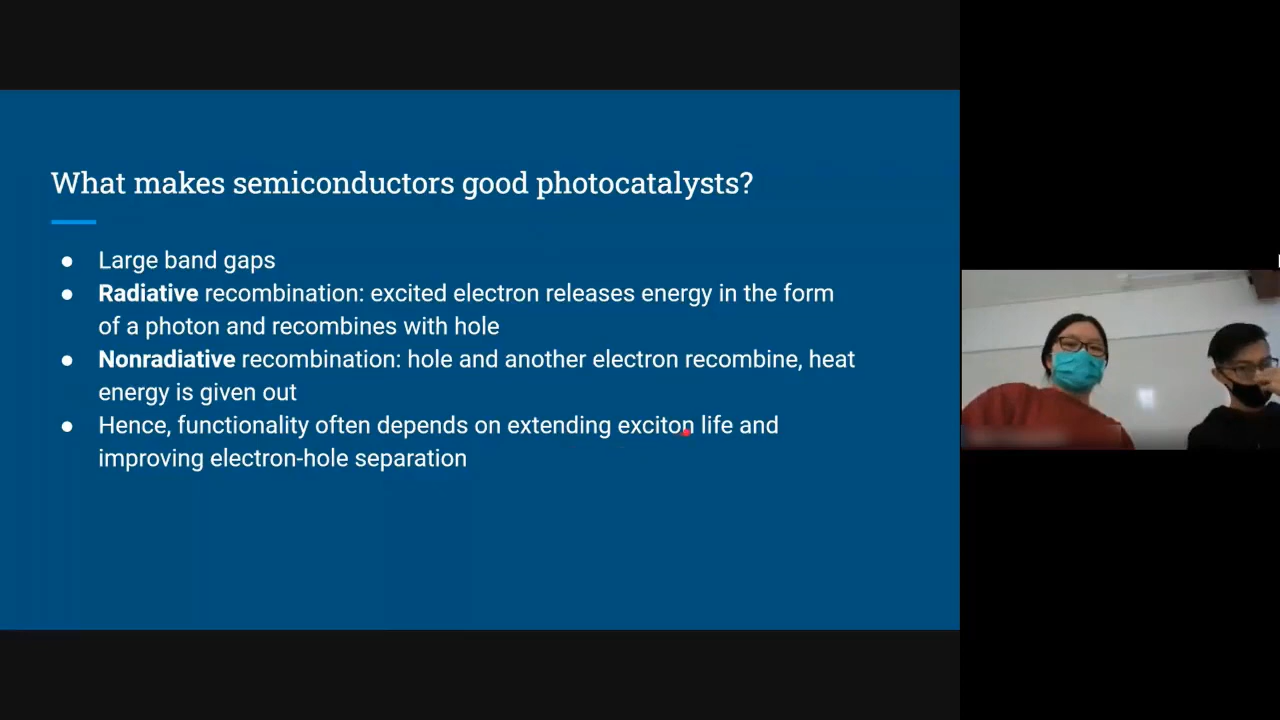 What makes semiconductors good photocatalysts?
● Large band gaps
● Radiative recombination: excited electron releases energy in the form
of a photon and recombines with hole
● Nonradiative recombination: hole and another electron recombine, heat
energy is given out
● Hence, functionality often depends on extending exciton life and
improving electron-hole separation